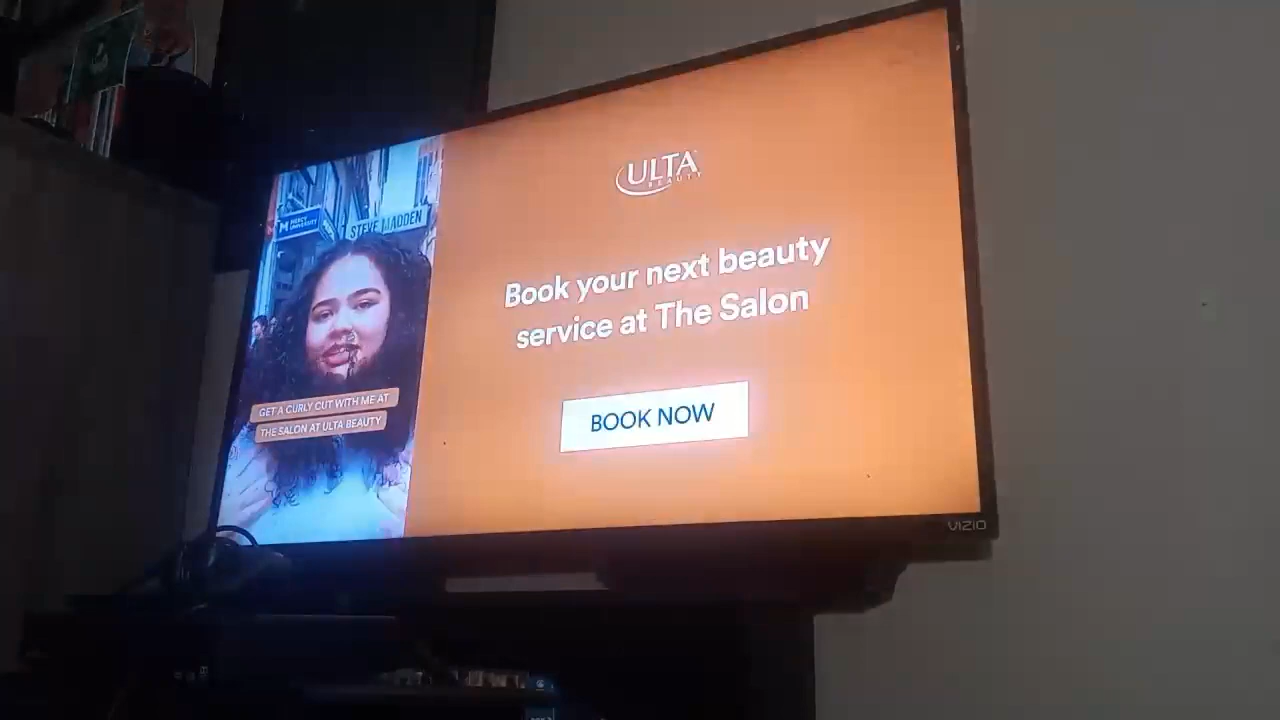 MERCY
UNIVERSITY
STEVE MADDEN
GET A CURLY CUT WITH ME AT
THE SALON AT ULTA BEAUTY
ULTA
BEAUTY
Book your next beauty
service at The Salon
BOOK NOW
VIZIO